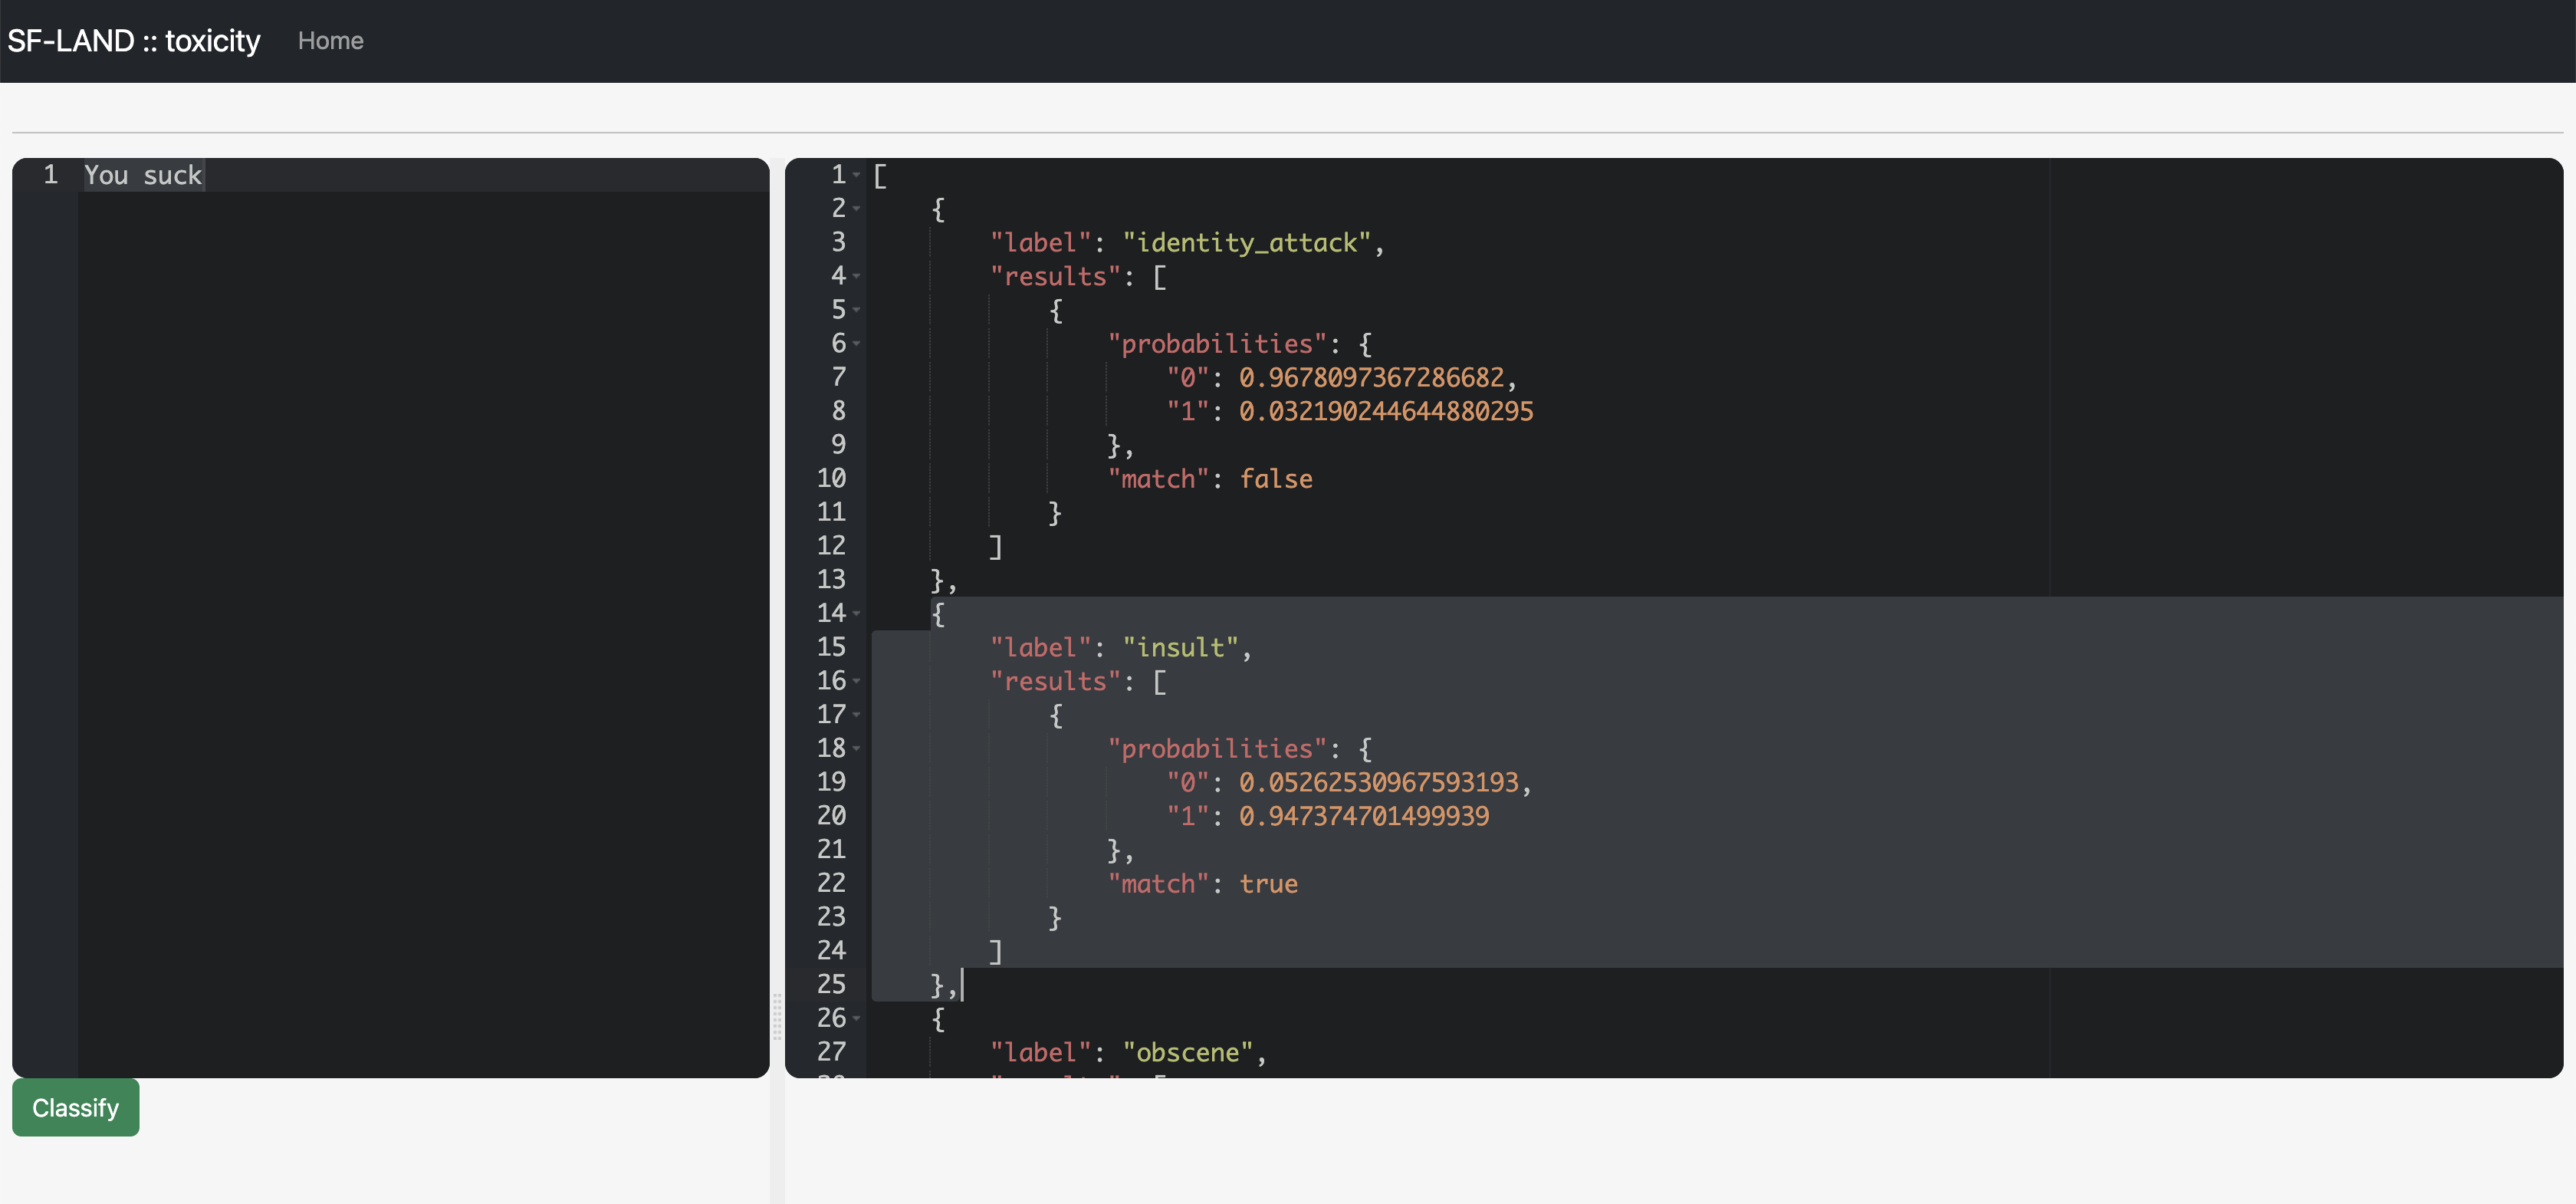 SF-LAND :: toxicity Home
1 You suck
1 [
2 {
3 "label": "identity_attack",
4 "results": [
5 {
6 "probabilities": {
7 "0": 0.9678097367286682,
8 "1": 0.032190244644880295
9 },
10 "match": false
11 }
12 ]
13 },
14 {
15 "label": "insult",
16 "results": [
17 {
18 "probabilities": {
19 "0": 0.05262530967593193,
20 "1": 0.947374701499939
21 },
22 "match": true
23 }
24 ]
25 },
26 {
27 "label": "obscene",
Classify